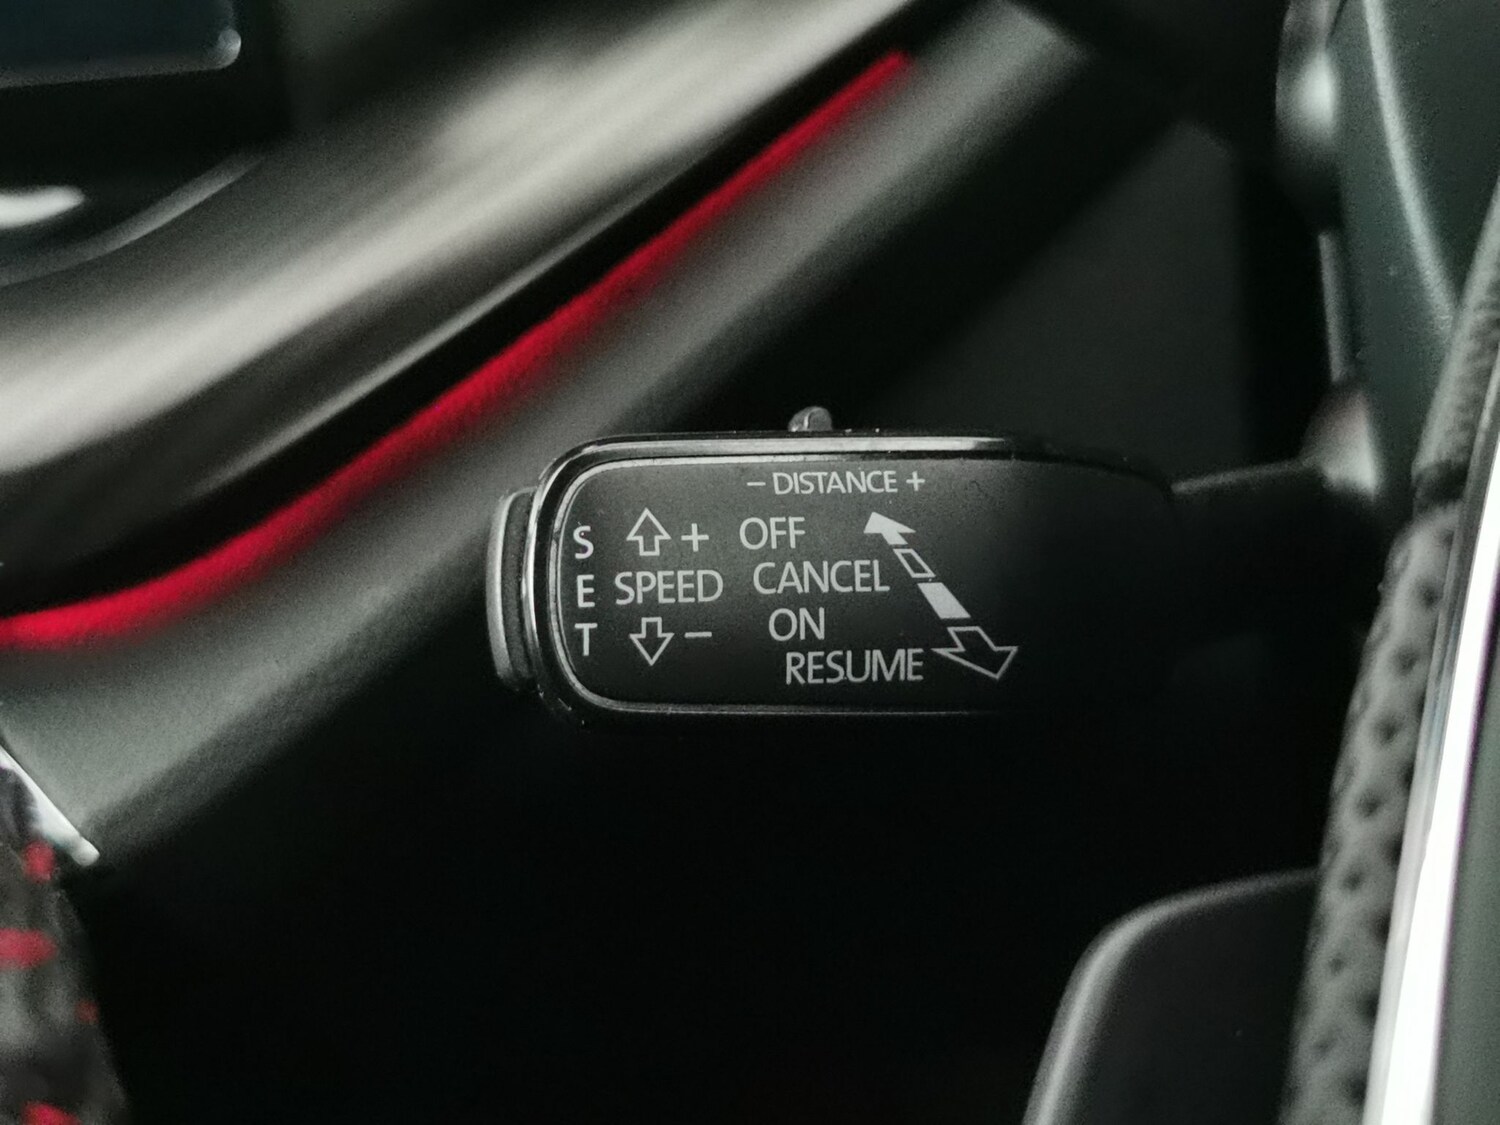 - DISTANCE +
S + OFF
E SPEED CANCEL
T - ON
RESUME